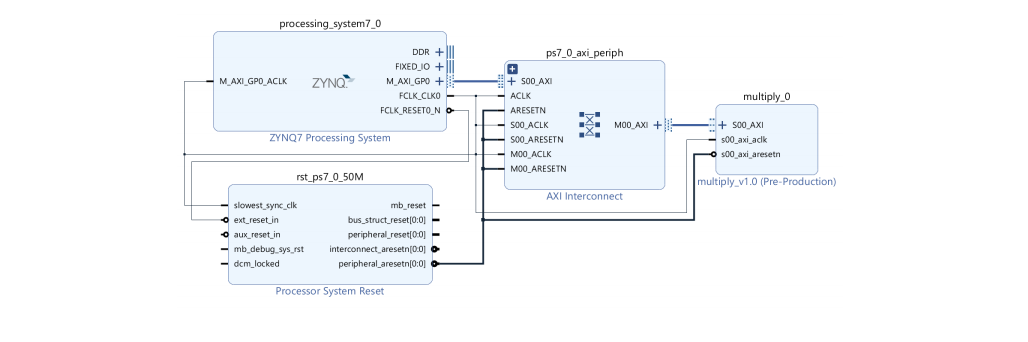 processing_system7_0
DDR
FIXED_IO
M_AXI_GP0_ACLK
ZYNQ
M_AXI_GP0
FCLK_CLK0
FCLK_RESET0_N
ZYNQ7 Processing System
ps7_0_axi_periph
S00_AXI
ACLK
ARESETN
S00_ACLK
M00_AXI
S00_ARESETN
M00_ACLK
M00_ARESETN
AXI Interconnect
multiply_0
S00_AXI
s00_axi_aclk
s00_axi_aresetn
multiply_v1.0 (Pre-Production)
rst_ps7_0_50M
slowest_sync_clk
mb_reset
ext_reset_in
bus_struct_reset[0:0]
aux_reset_in
peripheral_reset[0:0]
mb_debug_sys_rst
interconnect_aresetn[0:0]
dcm_locked
peripheral_aresetn[0:0]
Processor System Reset